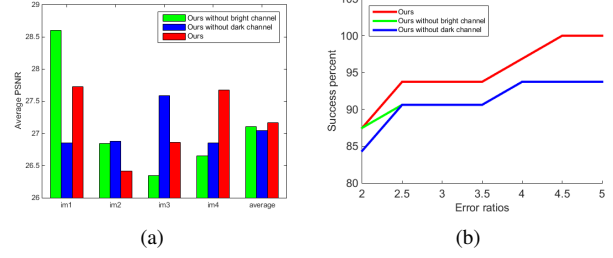 29
28.5
28
27.5
27
26.5
26
Average PSNR
Ours without bright channel
Ours without dark channel
Ours
im1 im2 im3 im4 average
(a)
100
95
90
85
80
Success percent
Ours
Ours without bright channel
Ours without dark channel
2 2.5 3 3.5 4 4.5 5
Error ratios
(b)